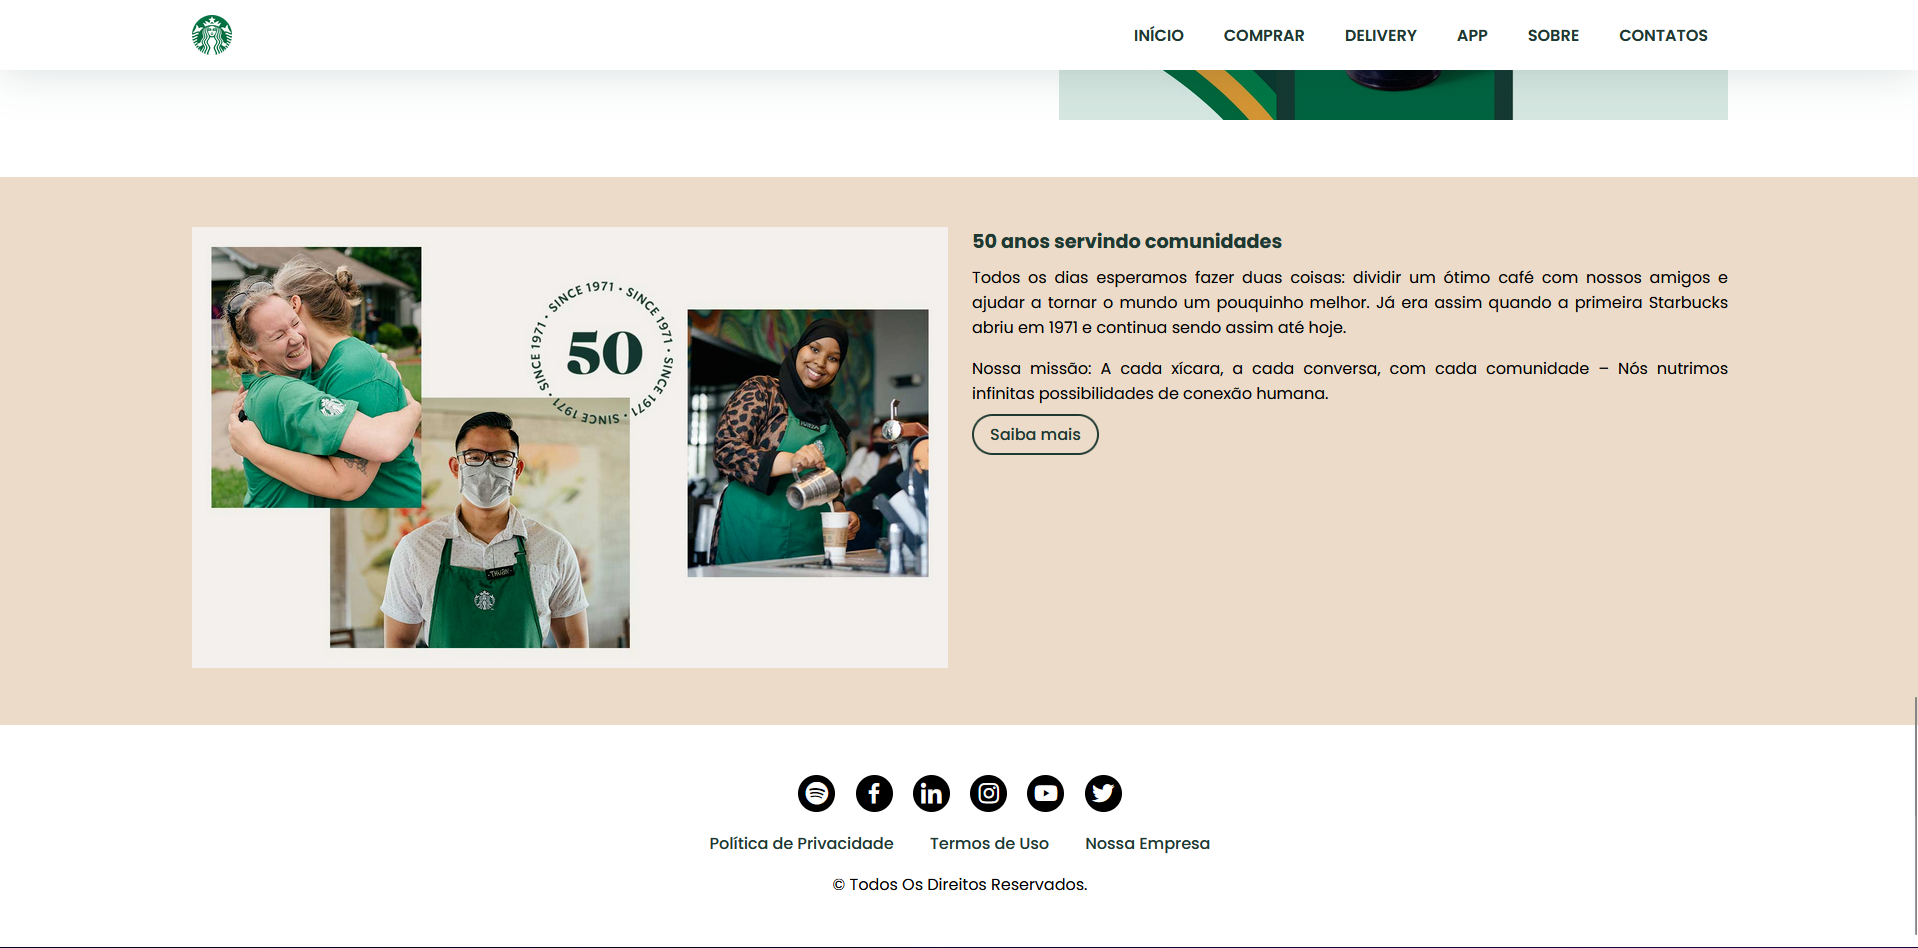 INÍCIO COMPRAR DELIVERY APP SOBRE CONTATOS
SINCE 1971 • SINCE 1971 • SINCE 1971 • SINCE 1971 •
50
THUAN
50 anos servindo comunidades
Todos os dias esperamos fazer duas coisas: dividir um ótimo café com nossos amigos e
ajudar a tornar o mundo um pouquinho melhor. Já era assim quando a primeira Starbucks
abriu em 1971 e continua sendo assim até hoje.
Nossa missão: A cada xícara, a cada conversa, com cada comunidade – Nós nutrimos
infinitas possibilidades de conexão humana.
Saiba mais
Política de Privacidade Termos de Uso Nossa Empresa
© Todos Os Direitos Reservados.